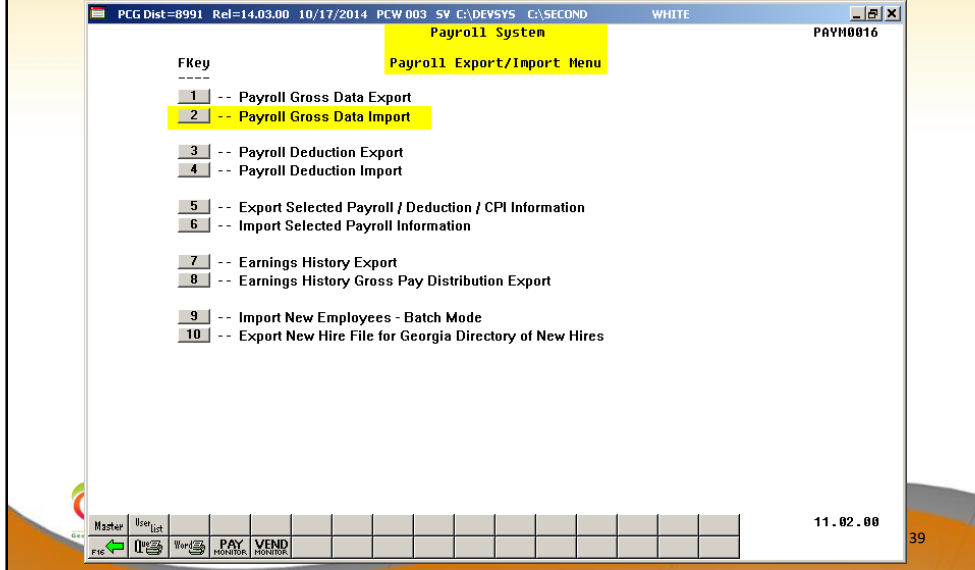 PCG Dist=8991 Rel=14.03.00 10/17/2014 PCW 003 SV C:\DEVSYS C:\SECOND WHITE
Payroll System PAYM0016
FKey Payroll Export/Import Menu
----
1 -- Payroll Gross Data Export
2 -- Payroll Gross Data Import
3 -- Payroll Deduction Export
4 -- Payroll Deduction Import
5 -- Export Selected Payroll / Deduction / CPI Information
6 -- Import Selected Payroll Information
7 -- Earnings History Export
8 -- Earnings History Gross Pay Distribution Export
9 -- Import New Employees - Batch Mode
10 -- Export New Hire File for Georgia Directory of New Hires
Master User List 11.02.00
F16 Que Word PAY MONITOR VEND MONITOR
39